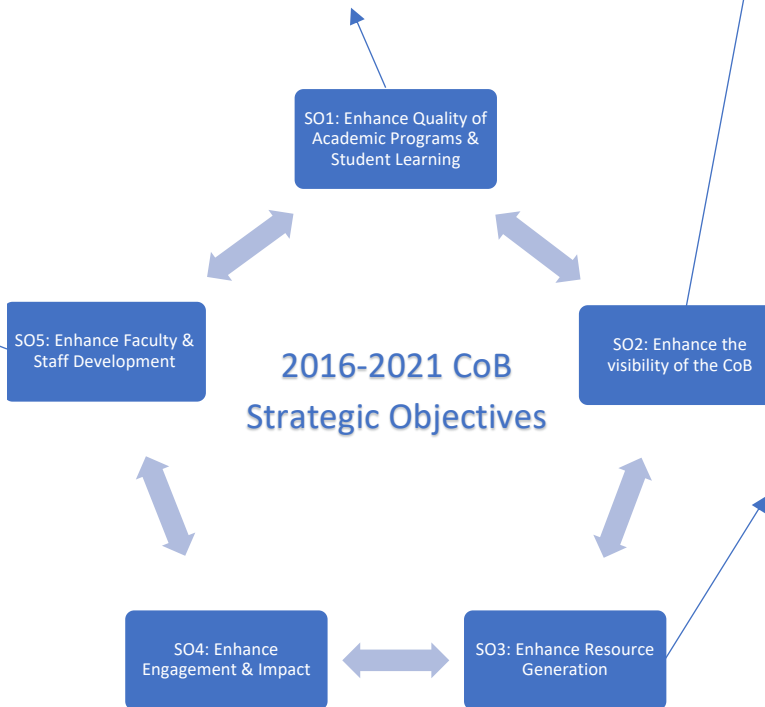 SO1: Enhance Quality of
Academic Programs &
Student Learning
SO5: Enhance Faculty &
Staff Development
2016-2021 CoB
Strategic Objectives
SO2: Enhance the
visibility of the CoB
SO4: Enhance
Engagement & Impact
SO3: Enhance Resource
Generation